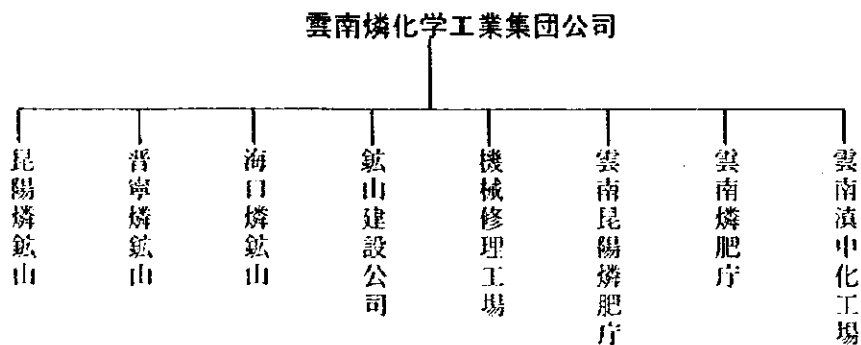 雲南燐化学工業集団公司
昆陽燐鉱山
晋寧燐鉱山
海口燐鉱山
鉱山建設公司
機械修理工場
雲南昆陽燐肥庁
雲南燐肥庁
雲南滇中化工場